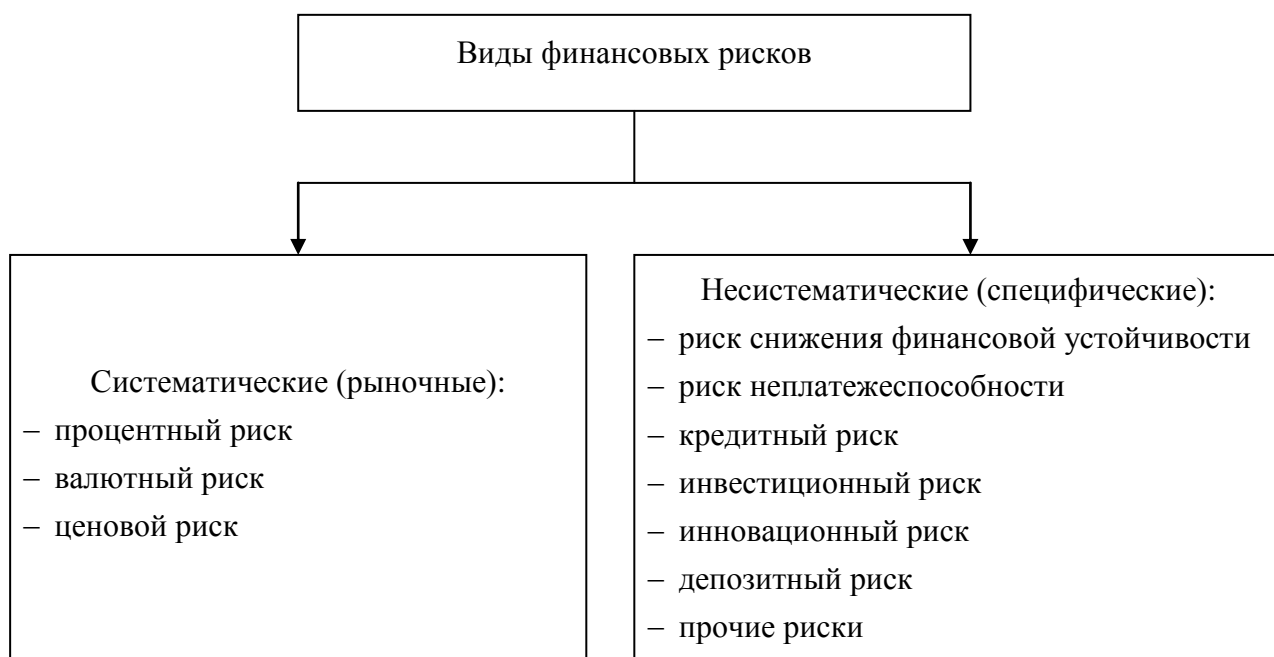 Виды финансовых рисков
Систематические (рыночные):
– процентный риск
– валютный риск
– ценовой риск
Несистематические (специфические):
– риск снижения финансовой устойчивости
– риск неплатежеспособности
– кредитный риск
– инвестиционный риск
– инновационный риск
– депозитный риск
– прочие риски